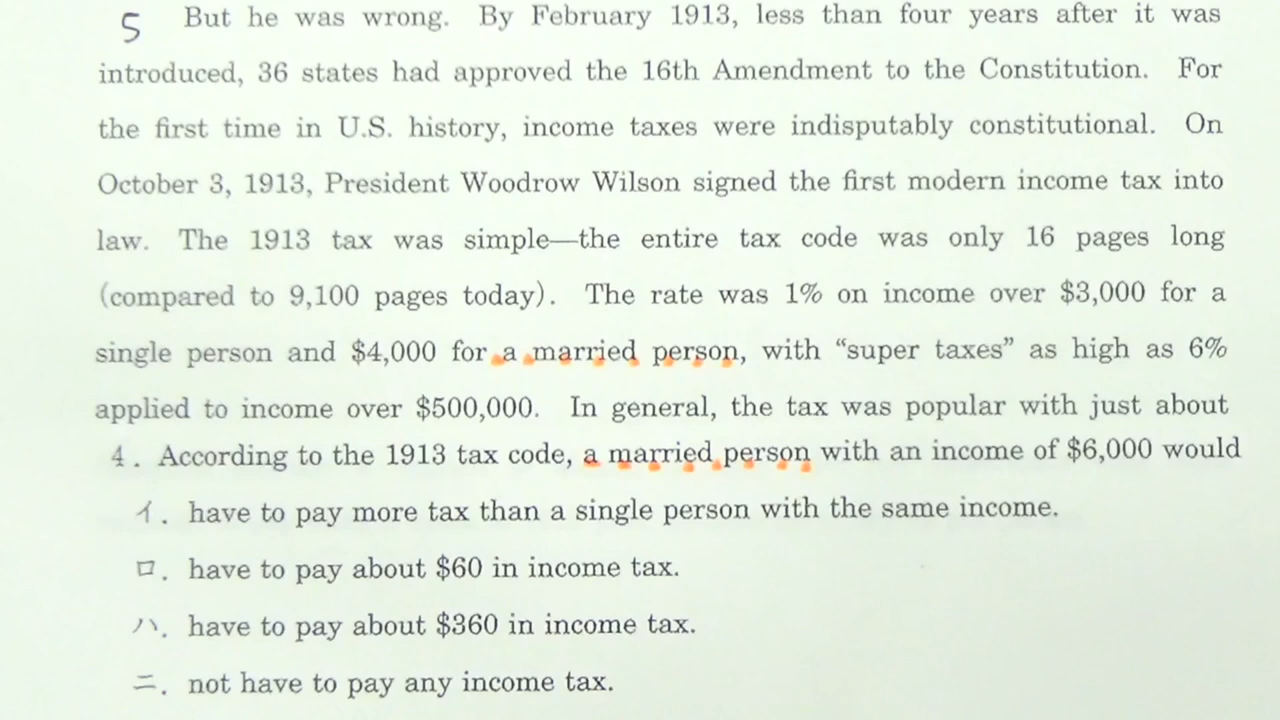 5 But he was wrong. By February 1913, less than four years after it was
introduced, 36 states had approved the 16th Amendment to the Constitution. For
the first time in U.S. history, income taxes were indisputably constitutional. On
October 3, 1913, President Woodrow Wilson signed the first modern income tax into
law. The 1913 tax was simple—the entire tax code was only 16 pages long
(compared to 9,100 pages today). The rate was 1% on income over $3,000 for a
single person and $4,000 for a married person, with “super taxes” as high as 6%
applied to income over $500,000. In general, the tax was popular with just about
4. According to the 1913 tax code, a married person with an income of $6,000 would
イ. have to pay more tax than a single person with the same income.
ロ. have to pay about $60 in income tax.
ハ. have to pay about $360 in income tax.
ニ. not have to pay any income tax.